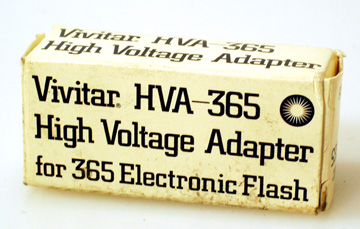 Vivitar HVA-365
High Voltage Adapter
Vivitar® HVA-365
High Voltage Adapter
for 365 Electronic Flash